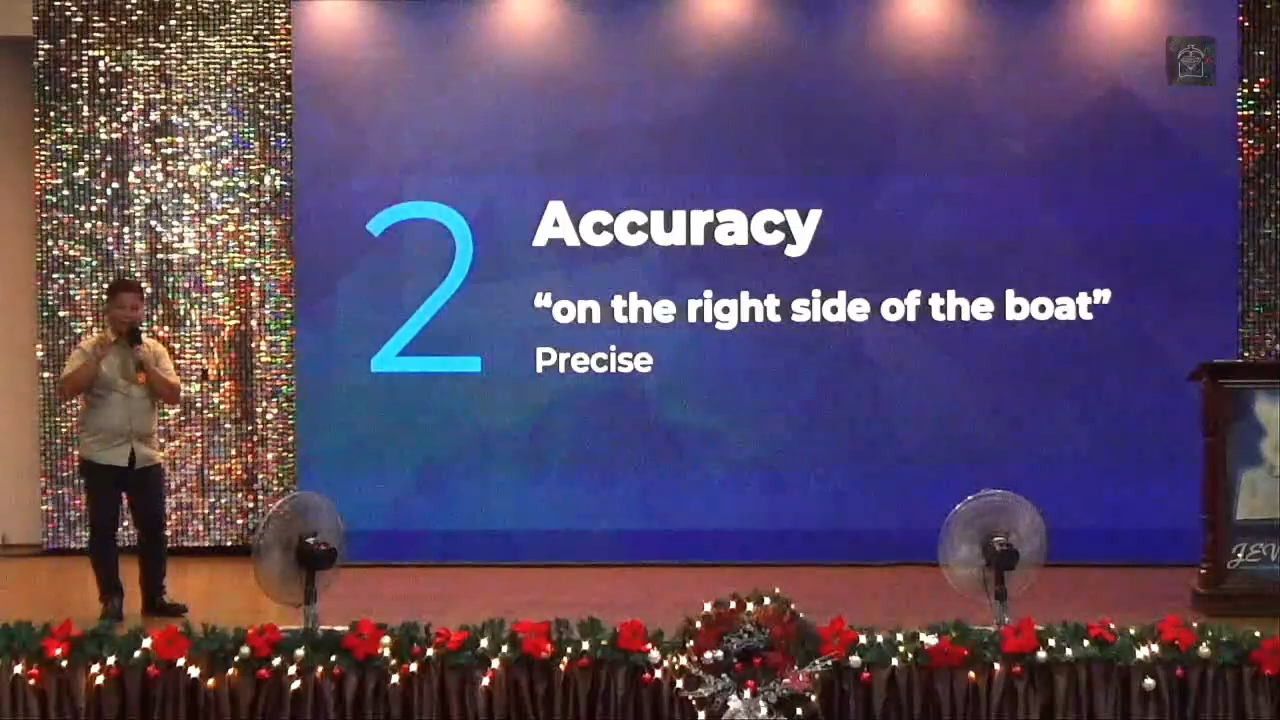 2
Accuracy
“on the right side of the boat”
Precise